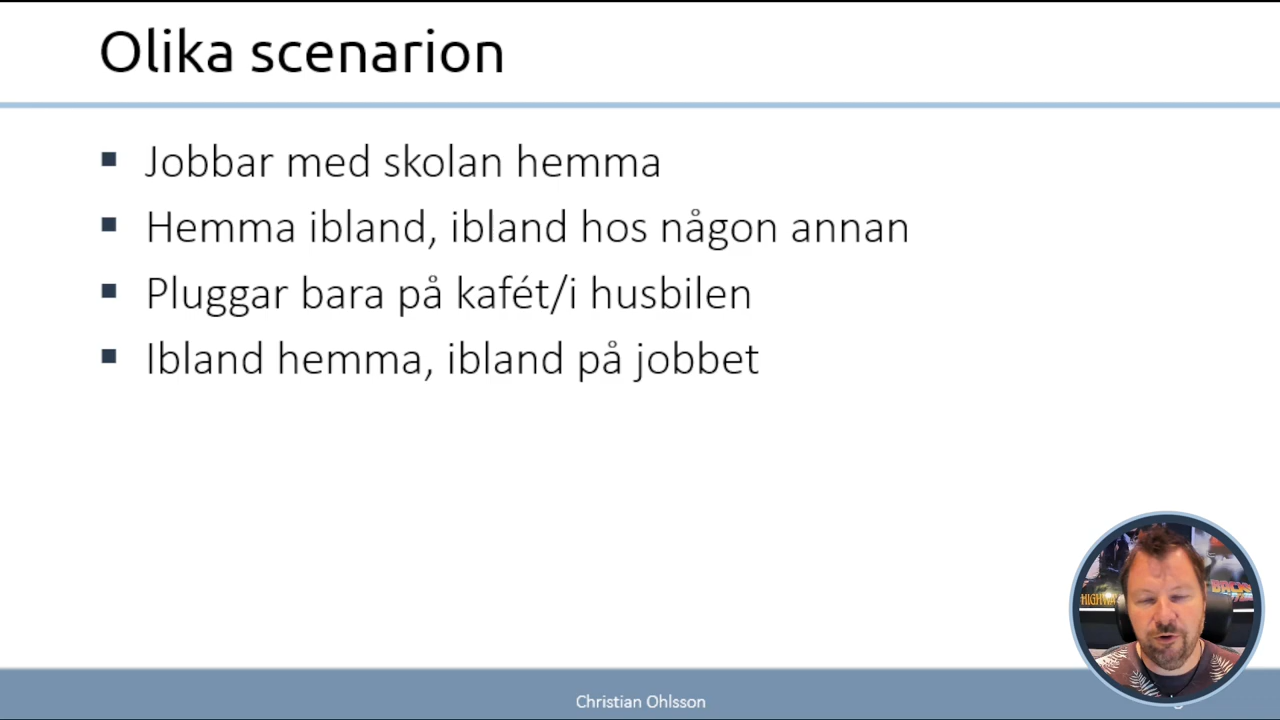 Olika scenarion
Jobbar med skolan hemma
Hemma ibland, ibland hos någon annan
Pluggar bara på kafét/i husbilen
Ibland hemma, ibland på jobbet
Christian Ohlsson